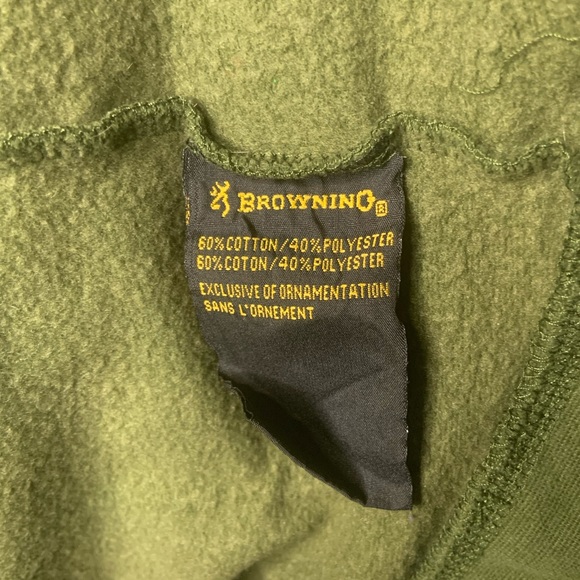 BROWNING®
60% COTTON/40% POLYESTER
60% COTON/40% POLYESTER
EXCLUSIVE OF ORNAMENTATION
SANS L'ORNEMENT